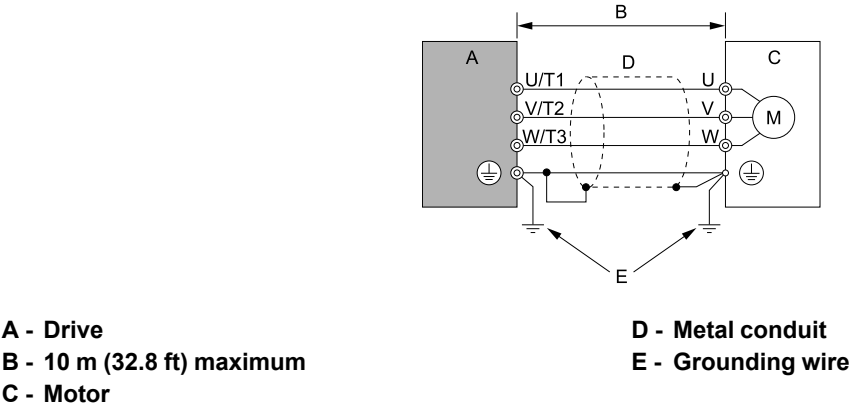 B
A
D
C
U/T1
U
V/T2
V
M
W/T3
W
E
A - Drive
B - 10 m (32.8 ft) maximum
C - Motor
D - Metal conduit
E - Grounding wire